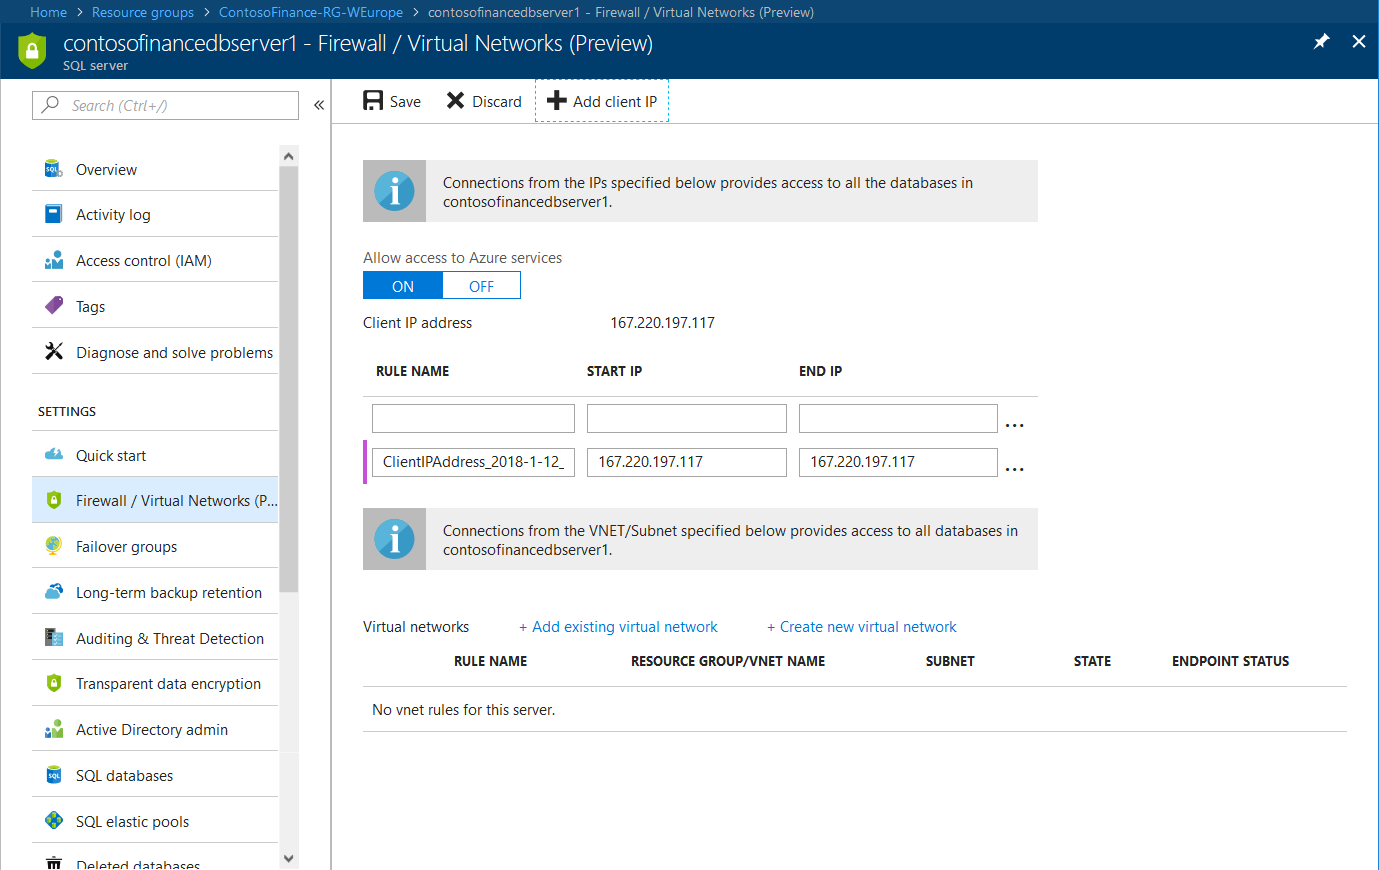 Home > Resource groups > ContosoFinance-RG-WEurope > contosofinancedbserver1 - Firewall / Virtual Networks (Preview)
contosofinancedbserver1 - Firewall / Virtual Networks (Preview)
SQL server
Search (Ctrl+/)
«
Overview
Activity log
Access control (IAM)
Tags
Diagnose and solve problems
SETTINGS
Quick start
Firewall / Virtual Networks (P...
Failover groups
Long-term backup retention
Auditing & Threat Detection
Transparent data encryption
Active Directory admin
SQL databases
SQL elastic pools
Deleted databases
Save Discard Add client IP
Connections from the IPs specified below provides access to all the databases in
contosofinancedbserver1.
Allow access to Azure services
ON OFF
Client IP address 167.220.197.117
RULE NAME START IP END IP
...
ClientIPAddress_2018-1-12_ 167.220.197.117 167.220.197.117 ...
Connections from the VNET/Subnet specified below provides access to all databases in
contosofinancedbserver1.
Virtual networks + Add existing virtual network + Create new virtual network
RULE NAME RESOURCE GROUP/VNET NAME SUBNET STATE ENDPOINT STATUS
No vnet rules for this server.